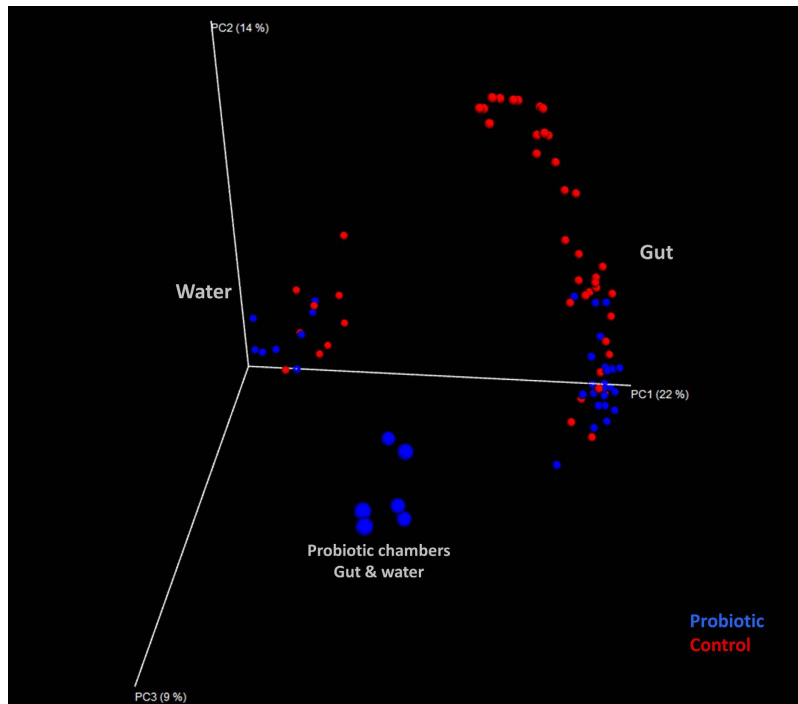 PC2 (14 %)
Water
Gut
PC1 (22 %)
Probiotic chambers
Gut & water
Probiotic
Control
PC3 (9 %)